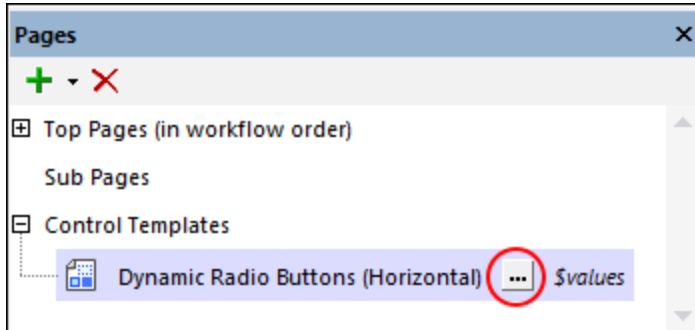 Pages
Top Pages (in workflow order)
Sub Pages
Control Templates
Dynamic Radio Buttons (Horizontal) ... $values